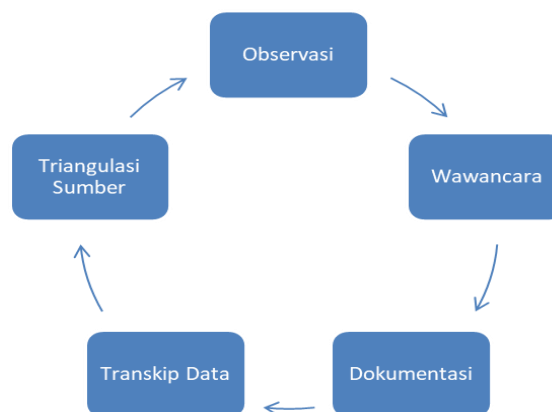 Observasi
Wawancara
Dokumentasi
Transkip Data
Triangulasi
Sumber